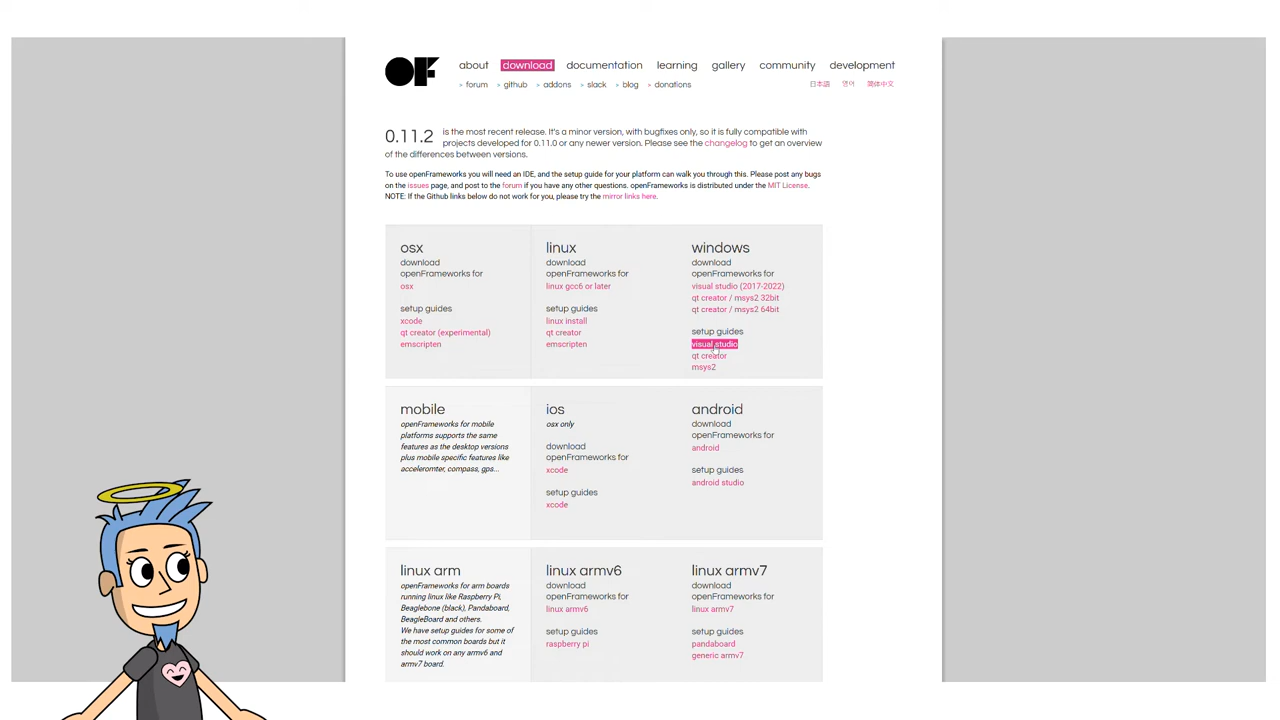 OF
about download documentation learning gallery community development
> forum > github > addons > slack > blog > donations 日本語 영어 简体中文
0.11.2 is the most recent release. It's a minor version, with bugfixes only, so it is fully compatible with
projects developed for 0.11.0 or any newer version. Please see the changelog to get an overview
of the differences between versions.
To use openFrameworks you will need an IDE, and the setup guide for your platform can walk you through this. Please post any bugs
on the issues page, and post to the forum if you have any other questions. openFrameworks is distributed under the MIT License.
NOTE: If the Github links below do not work for you, please try the mirror links here.
osx
download
openFrameworks for
osx
setup guides
xcode
qt creator (experimental)
emscripten
linux
download
openFrameworks for
linux gcc6 or later
setup guides
linux install
qt creator
emscripten
windows
download
openFrameworks for
visual studio (2017-2022)
qt creator / msys2 32bit
qt creator / msys2 64bit
setup guides
visual studio
qt creator
msys2
mobile
openFrameworks for mobile
platforms supports the same
features as the desktop versions
plus mobile specific features like
acceleromter, compass, gps...
ios
osx only
download
openFrameworks for
xcode
setup guides
xcode
android
download
openFrameworks for
android
setup guides
android studio
linux arm
openFrameworks for arm boards
running linux like Raspberry Pi,
Beaglebone (black), Pandaboard,
BeagleBoard and others.
We have setup guides for some of
the most common boards but it
should work on any armv6 and
armv7 board.
linux armv6
download
openFrameworks for
linux armv6
setup guides
raspberry pi
linux armv7
download
openFrameworks for
linux armv7
setup guides
pandaboard
generic armv7